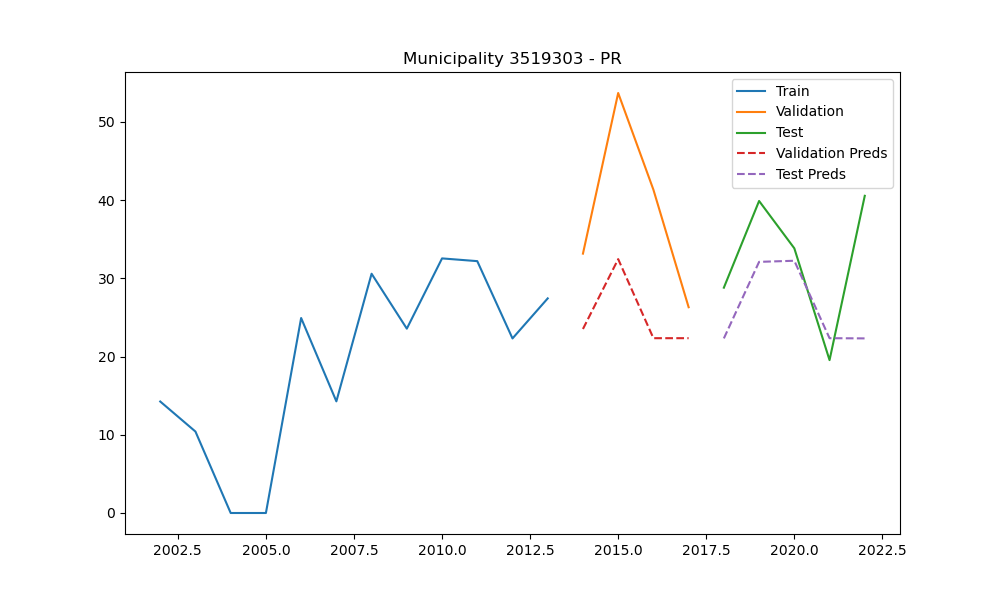 Municipality 3519303 - PR
Train
Validation
Test
Validation Preds
Test Preds
50
40
30
20
10
0
2002.5 2005.0 2007.5 2010.0 2012.5 2015.0 2017.5 2020.0 2022.5